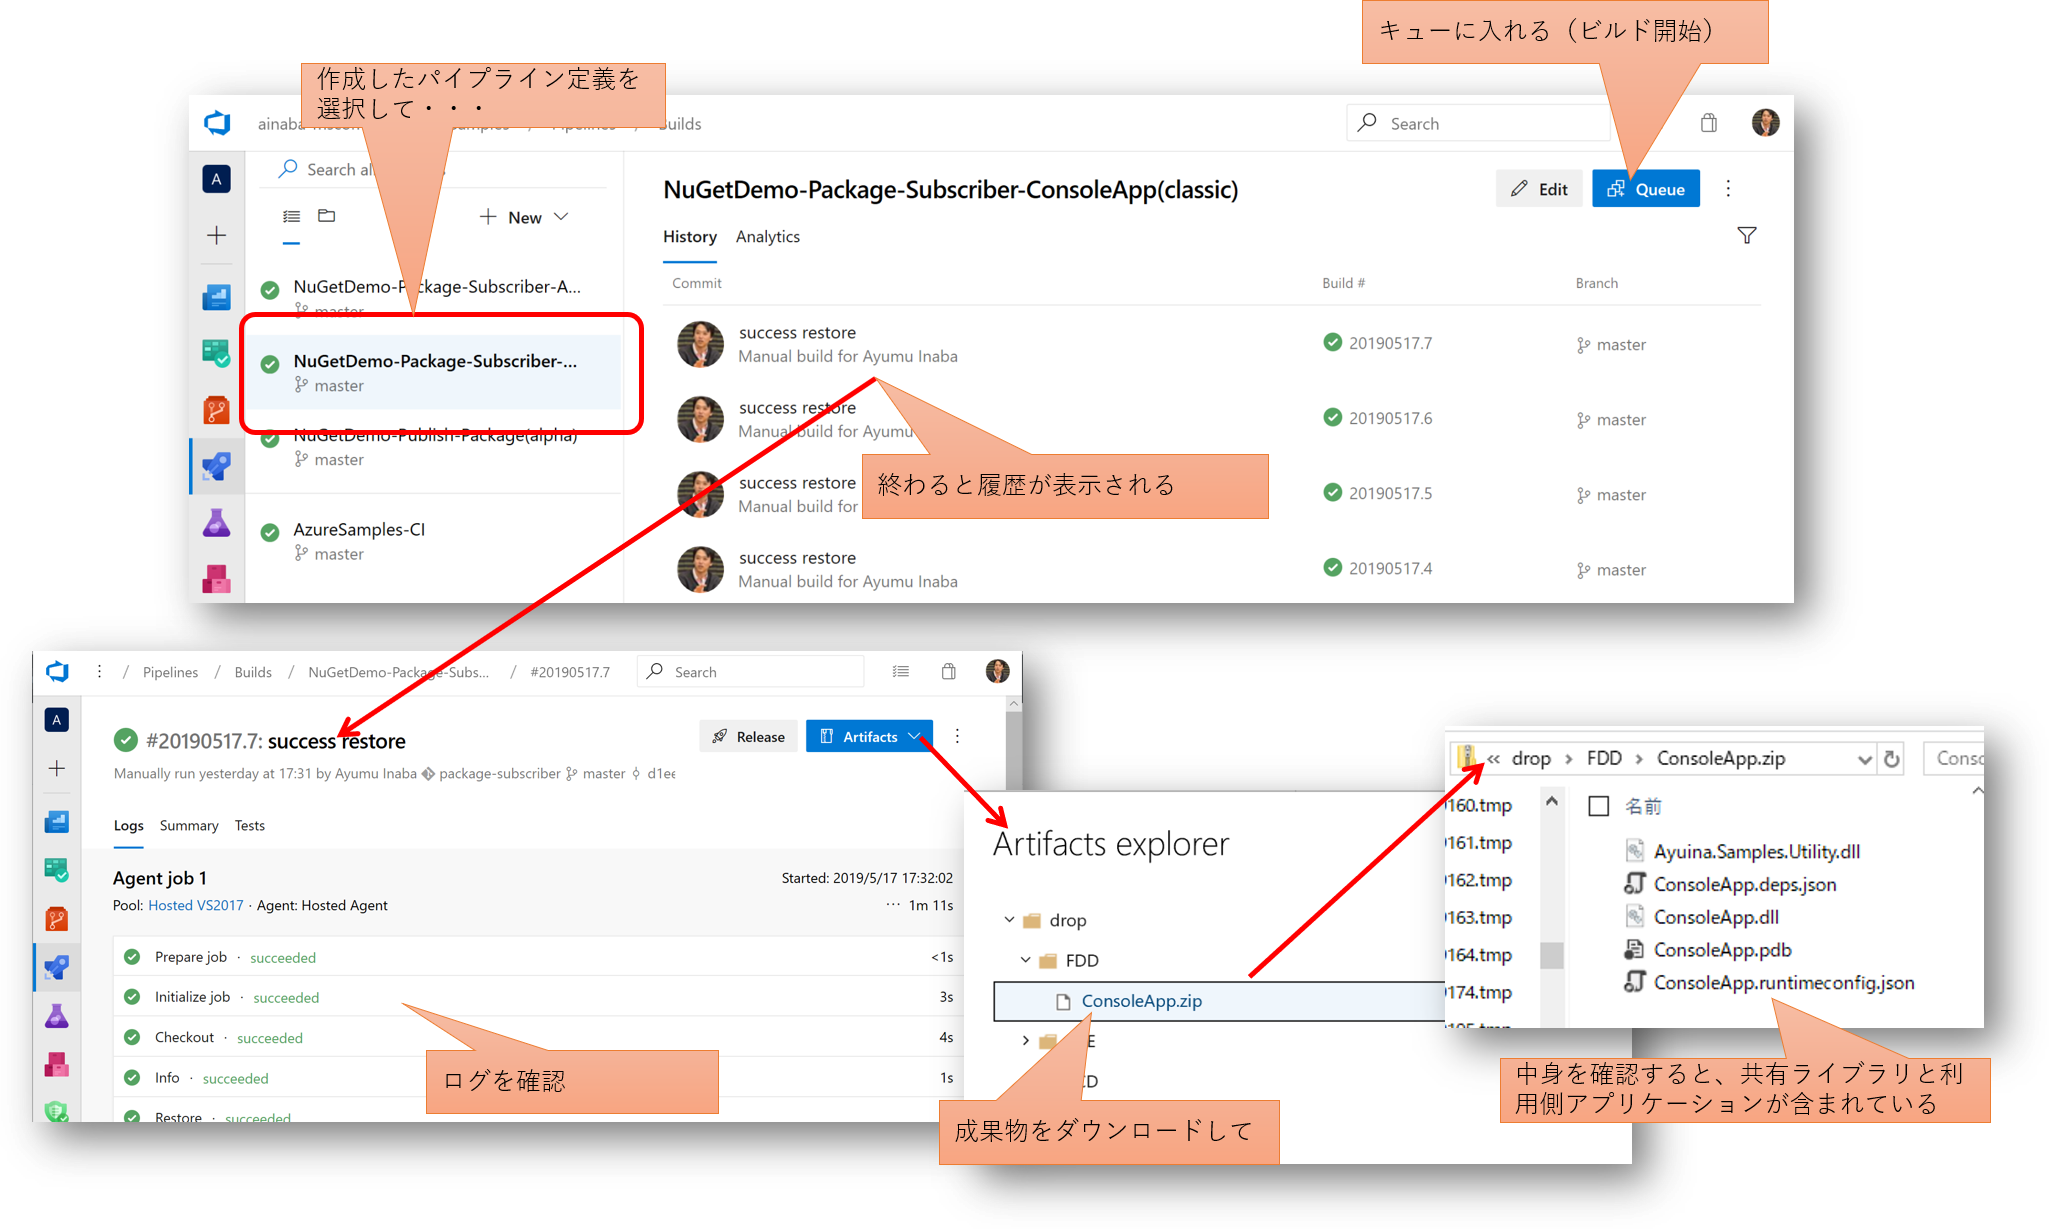 キューに入れる（ビルド開始）
作成したパイプライン定義を
選択して・・・
Builds
Search
A
Search
New
NuGetDemo-Package-Subscriber-A...
master
NuGetDemo-Package-Subscriber-...
master
NuGetDemo-Publish-Package(alpha)
master
AzureSamples-CI
master
NuGetDemo-Package-Subscriber-ConsoleApp(classic)
Edit
Queue
History Analytics
Commit Build # Branch
success restore
Manual build for Ayumu Inaba
20190517.7 master
success restore
Manual build for Ayumu
20190517.6 master
success restore
Manual build for
20190517.5 master
success restore
Manual build for Ayumu Inaba
20190517.4 master
終わると履歴が表示される
/ Pipelines / Builds / NuGetDemo-Package-Subs... / #20190517.7
Search
A
#20190517.7: success restore
Release
Artifacts
Manually run yesterday at 17:31 by Ayumu Inaba package-subscriber master d1ee
Logs Summary Tests
Agent job 1
Started: 2019/5/17 17:32:02
Pool: Hosted VS2017 · Agent: Hosted Agent
··· 1m 11s
Prepare job · succeeded <1s
Initialize job · succeeded 3s
Checkout · succeeded 4s
Info · succeeded 1s
Restore · succeeded
ログを確認
Artifacts explorer
drop
FDD
ConsoleApp.zip
成果物をダウンロードして
« drop › FDD › ConsoleApp.zip
160.tmp
161.tmp
162.tmp
163.tmp
164.tmp
174.tmp
名前
Ayuina.Samples.Utility.dll
ConsoleApp.deps.json
ConsoleApp.dll
ConsoleApp.pdb
ConsoleApp.runtimeconfig.json
中身を確認すると、共有ライブラリと利
用側アプリケーションが含まれている